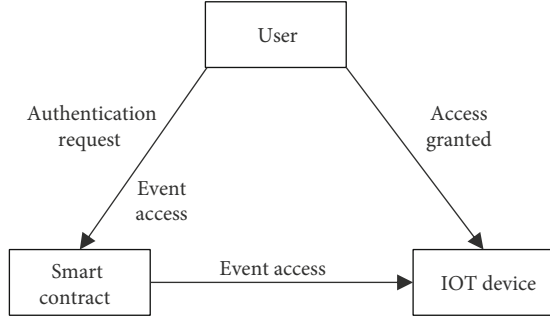 User
Authentication
request
Access
granted
Event
access
Smart
contract
Event access
IOT device